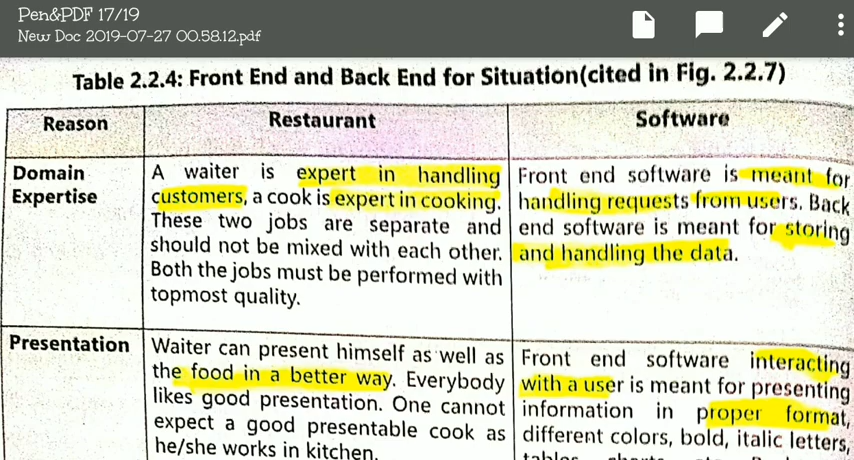 Pen&PDF 17/19
New Doc 2019-07-27 00.58.12.pdf
Table 2.2.4: Front End and Back End for Situation(cited in Fig. 2.2.7)
Reason
Restaurant
Software
Domain
Expertise
A waiter is expert in handling
customers, a cook is expert in cooking.
These two jobs are separate and
should not be mixed with each other.
Both the jobs must be performed with
topmost quality.
Front end software is meant for
handling requests from users. Back
end software is meant for storing
and handling the data.
Presentation
Waiter can present himself as well as
the food in a better way. Everybody
likes good presentation. One cannot
expect a good presentable cook as
he/she works in kitchen.
Front end software interacting
with a user is meant for presenting
information in proper format,
different colors, bold, italic letters,